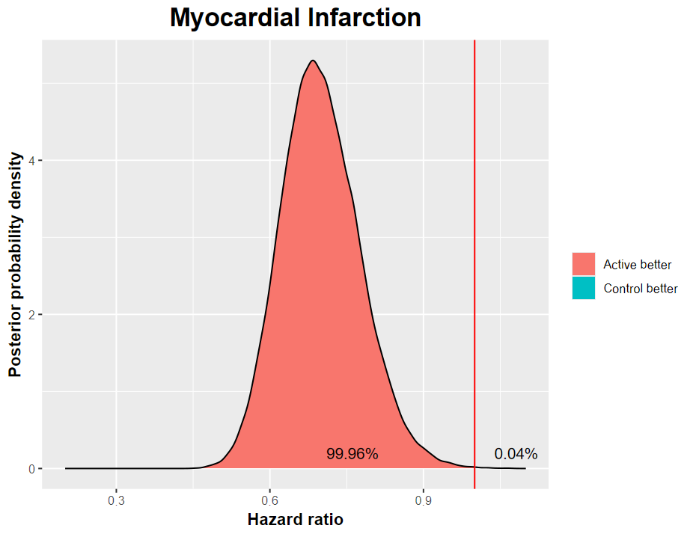 Myocardial Infarction
Posterior probability density
4
2
0
99.96%
0.04%
0.3
0.6
0.9
Hazard ratio
Active better
Control better